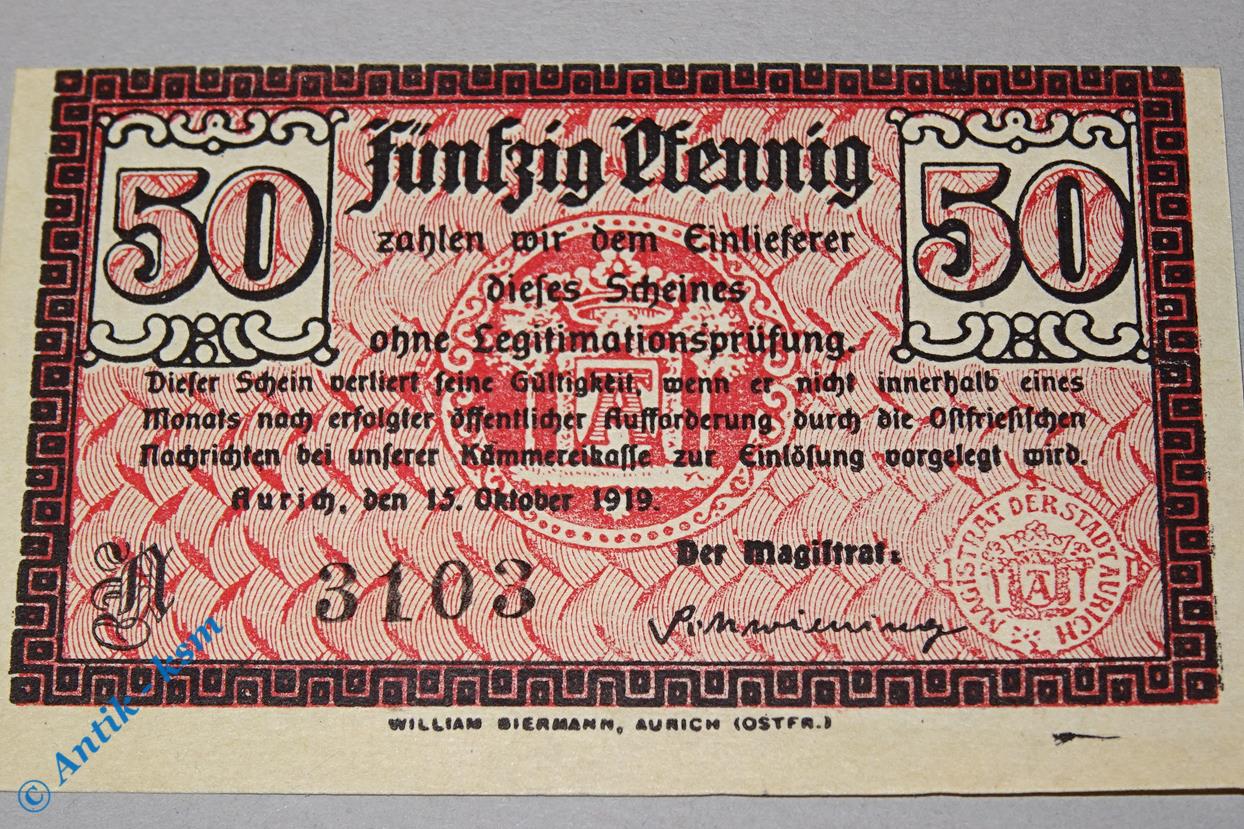 50
Fünfzig Pfennig
50
zahlen wir dem Einlieferer
dieses Scheines
ohne Legitimationsprüfung.
Dieser Schein verliert seine Gültigkeit, wenn er nicht innerhalb eines
Monats nach erfolgter öffentlicher Aufforderung durch die Ostfriesischen
Nachrichten bei unserer Kämmereikasse zur Einlösung vorgelegt wird.
Aurich, den 15. Oktober 1919.
Der Magistrat:
A
3103
MAGISTRAT DER STADT AURICH
A
A
WILLIAM BIERMANN, AURICH (OSTFR.)
© Antik-ksm